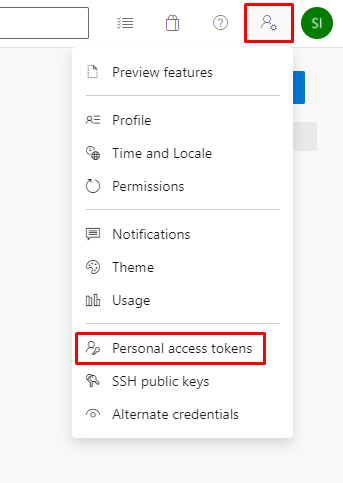 SI
Preview features
Profile
Time and Locale
Permissions
Notifications
Theme
Usage
Personal access tokens
SSH public keys
Alternate credentials